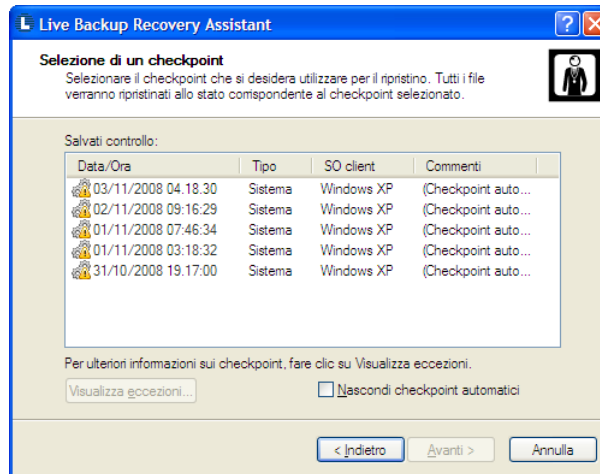 Live Backup Recovery Assistant
Selezione di un checkpoint
Selezionare il checkpoint che si desidera utilizzare per il ripristino. Tutti i file
verranno ripristinati allo stato corrispondente al checkpoint selezionato.
Salvati controllo:
Data/Ora Tipo SO client Commenti
03/11/2008 04.18.30 Sistema Windows XP (Checkpoint auto...
02/11/2008 09:16:29 Sistema Windows XP (Checkpoint auto...
01/11/2008 07:46:34 Sistema Windows XP (Checkpoint auto...
01/11/2008 03:18:32 Sistema Windows XP (Checkpoint auto...
31/10/2008 19.17:00 Sistema Windows XP (Checkpoint auto...
Per ulteriori informazioni sui checkpoint, fare clic su Visualizza eccezioni.
Visualizza eccezioni... Nascondi checkpoint automatici
< Indietro Avanti > Annulla